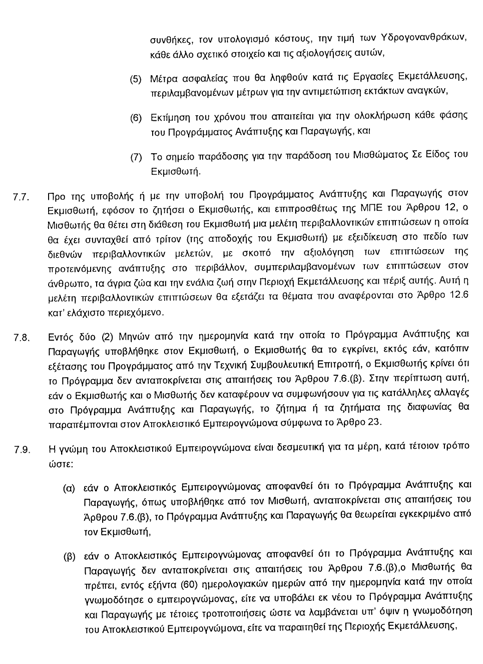 συνθήκες, τον υπολογισμό κόστους, την τιμή των Υδρογονανθράκων,
κάθε άλλο σχετικό στοιχείο και τις αξιολογήσεις αυτών,
(5) Μέτρα ασφαλείας που θα ληφθούν κατά τις Εργασίες Εκμετάλλευσης,
περιλαμβανομένων μέτρων για την αντιμετώπιση εκτάκτων αναγκών,
(6) Εκτίμηση του χρόνου που απαιτείται για την ολοκλήρωση κάθε φάσης
του Προγράμματος Ανάπτυξης και Παραγωγής, και
(7) Το σημείο παράδοσης για την παράδοση του Μισθώματος Σε Είδος του
Εκμισθωτή.
7.7. Προ της υποβολής ή με την υποβολή του Προγράμματος Ανάπτυξης και Παραγωγής στον
Εκμισθωτή, εφόσον το ζητήσει ο Εκμισθωτής, και επιπροσθέτως της ΜΠΕ του Άρθρου 12, ο
Μισθωτής θα θέτει στη διάθεση του Εκμισθωτή μια μελέτη περιβαλλοντικών επιπτώσεων η οποία
θα έχει συνταχθεί από τρίτον (της αποδοχής του Εκμισθωτή) με εξειδίκευση στο πεδίο των
διεθνών περιβαλλοντικών μελετών, με σκοπό την αξιολόγηση των επιπτώσεων της
προτεινόμενης ανάπτυξης στο περιβάλλον, συμπεριλαμβανομένων των επιπτώσεων στον
άνθρωπο, τα άγρια ζώα και την ενάλια ζωή στην Περιοχή Εκμετάλλευσης και πέριξ αυτής. Αυτή η
μελέτη περιβαλλοντικών επιπτώσεων θα εξετάζει τα θέματα που αναφέρονται στο Άρθρο 12.6
κατ' ελάχιστο περιεχόμενο.
7.8. Εντός δύο (2) Μηνών από την ημερομηνία κατά την οποία το Πρόγραμμα Ανάπτυξης και
Παραγωγής υποβλήθηκε στον Εκμισθωτή, ο Εκμισθωτής θα το εγκρίνει, εκτός εάν, κατόπιν
εξέτασης του Προγράμματος από την Τεχνική Συμβουλευτική Επιτροπή, ο Εκμισθωτής κρίνει ότι
το Πρόγραμμα δεν ανταποκρίνεται στις απαιτήσεις του Άρθρου 7.6.(β). Στην περίπτωση αυτή,
εάν ο Εκμισθωτής και ο Μισθωτής δεν καταφέρουν να συμφωνήσουν για τις κατάλληλες αλλαγές
στο Πρόγραμμα Ανάπτυξης και Παραγωγής, το ζήτημα ή τα ζητήματα της διαφωνίας θα
παραπέμπονται στον Αποκλειστικό Εμπειρογνώμονα σύμφωνα το Άρθρο 23.
7.9. Η γνώμη του Αποκλειστικού Εμπειρογνώμονα είναι δεσμευτική για τα μέρη, κατά τέτοιον τρόπο
ώστε:
(α) εάν ο Αποκλειστικός Εμπειρογνώμονας αποφανθεί ότι το Πρόγραμμα Ανάπτυξης και
Παραγωγής, όπως υποβλήθηκε από τον Μισθωτή, ανταποκρίνεται στις απαιτήσεις του
Άρθρου 7.6.(β), το Πρόγραμμα Ανάπτυξης και Παραγωγής θα θεωρείται εγκεκριμένο από
τον Εκμισθωτή,
(β) εάν ο Αποκλειστικός Εμπειρογνώμονας αποφανθεί ότι το Πρόγραμμα Ανάπτυξης και
Παραγωγής δεν ανταποκρίνεται στις απαιτήσεις του Άρθρου 7.6.(β),ο Μισθωτής θα
πρέπει, εντός εξήντα (60) ημερολογιακών ημερών από την ημερομηνία κατά την οποία
γνωμοδότησε ο εμπειρογνώμονας, είτε να υποβάλει εκ νέου το Πρόγραμμα Ανάπτυξης
και Παραγωγής με τέτοιες τροποποιήσεις ώστε να λαμβάνεται υπ' όψιν η γνωμοδότηση
του Αποκλειστικού Εμπειρογνώμονα, είτε να παραιτηθεί της Περιοχής Εκμετάλλευσης,